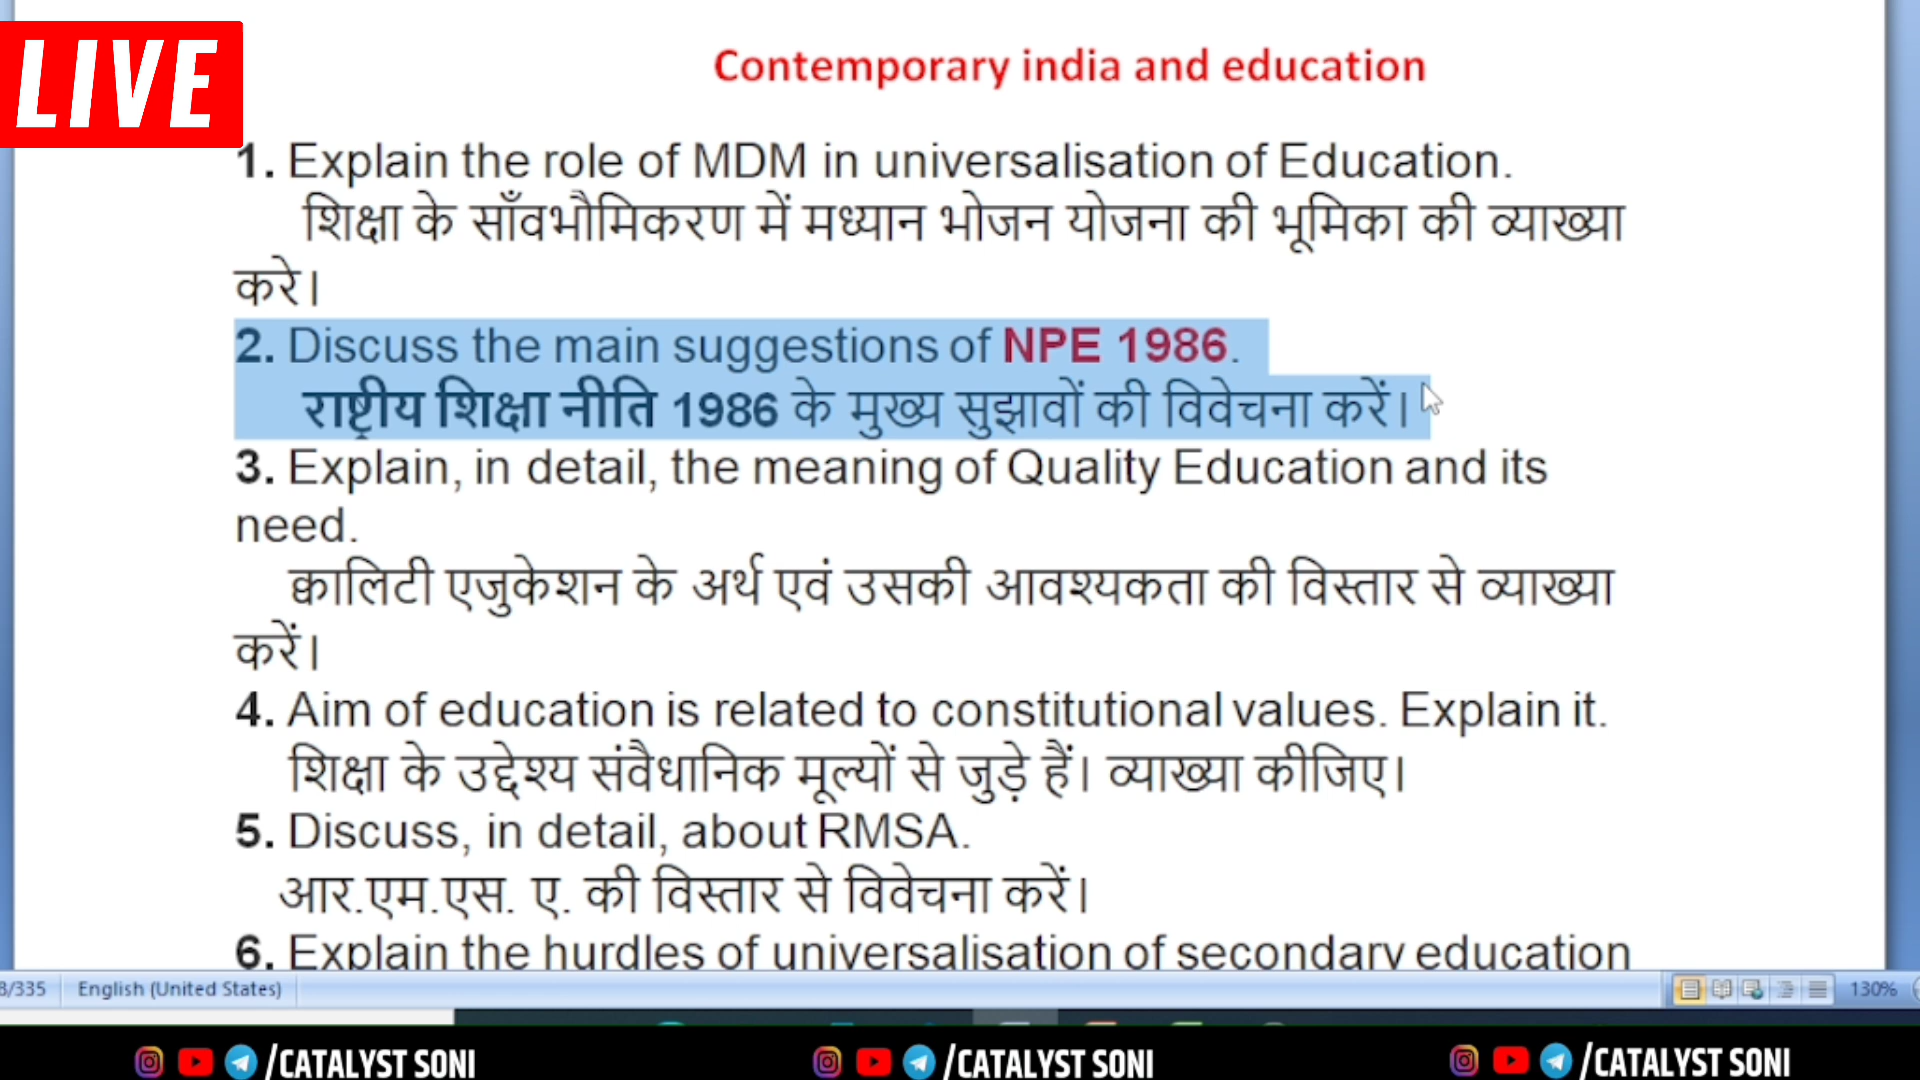 LIVE
Contemporary india and education
1. Explain the role of MDM in universalisation of Education.
शिक्षा के साँवभौमिकरण में मध्यान भोजन योजना की भूमिका की व्याख्या
करे।
2. Discuss the main suggestions of NPE 1986.
राष्ट्रीय शिक्षा नीति 1986 के मुख्य सुझावों की विवेचना करें।
3. Explain, in detail, the meaning of Quality Education and its
need.
क्वालिटी एजुकेशन के अर्थ एवं उसकी आवश्यकता की विस्तार से व्याख्या
करें।
4. Aim of education is related to constitutional values. Explain it.
शिक्षा के उद्देश्य संवैधानिक मूल्यों से जुड़े हैं। व्याख्या कीजिए।
5. Discuss, in detail, about RMSA.
आर.एम.एस. ए. की विस्तार से विवेचना करें।
6. Explain the hurdles of universalisation of secondary education
/335 English (United States) 130%
/CATALYST SONI /CATALYST SONI /CATALYST SONI